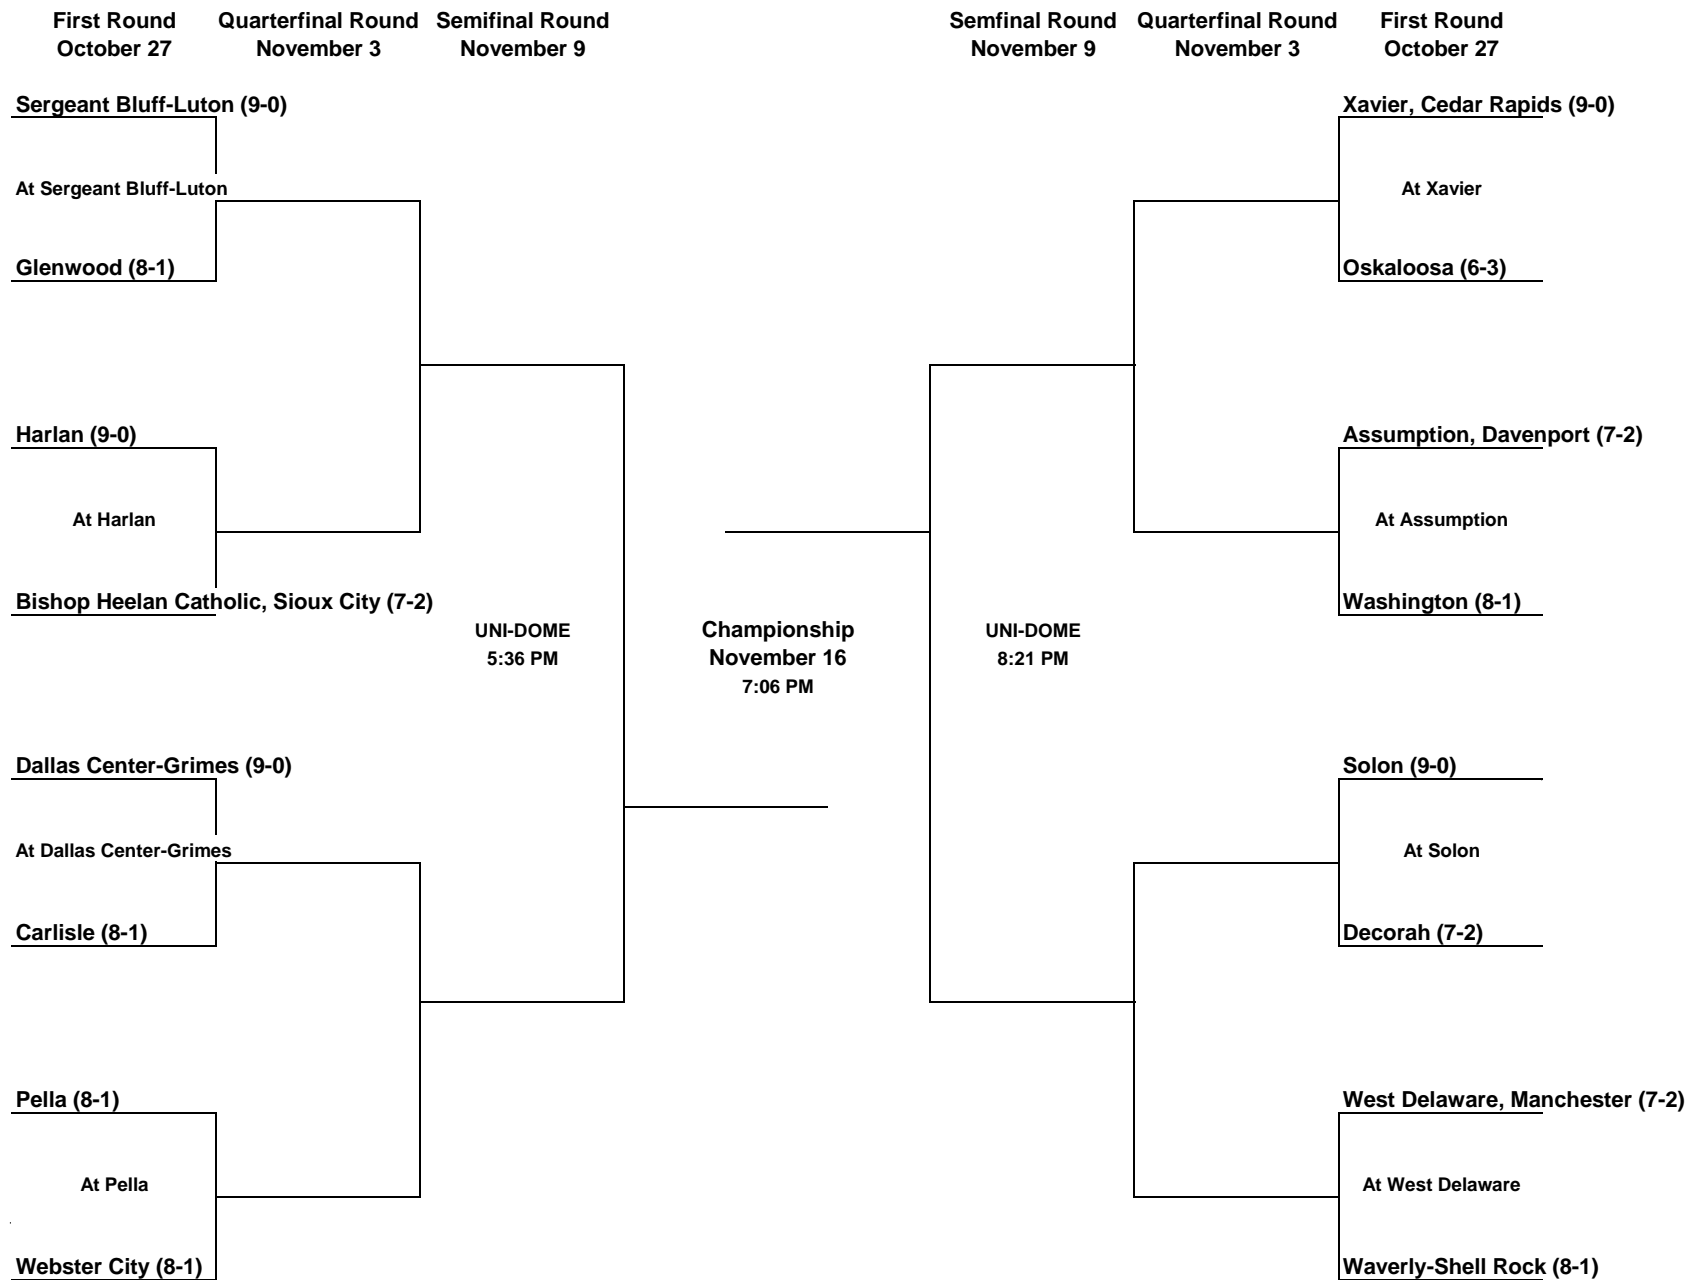 First Round Quarterfinal Round Semifinal Round Semfinal Round Quarterfinal Round First Round
October 27 November 3 November 9 November 9 November 3 October 27
Sergeant Bluff-Luton (9-0) Xavier, Cedar Rapids (9-0)
At Sergeant Bluff-Luton At Xavier
Glenwood (8-1) Oskaloosa (6-3)
Harlan (9-0) Assumption, Davenport (7-2)
At Harlan At Assumption
Bishop Heelan Catholic, Sioux City (7-2) Washington (8-1)
UNI-DOME Championship UNI-DOME
5:36 PM November 16 8:21 PM
7:06 PM
Dallas Center-Grimes (9-0) Solon (9-0)
At Dallas Center-Grimes At Solon
Carlisle (8-1) Decorah (7-2)
Pella (8-1) West Delaware, Manchester (7-2)
At Pella At West Delaware
Webster City (8-1) Waverly-Shell Rock (8-1)